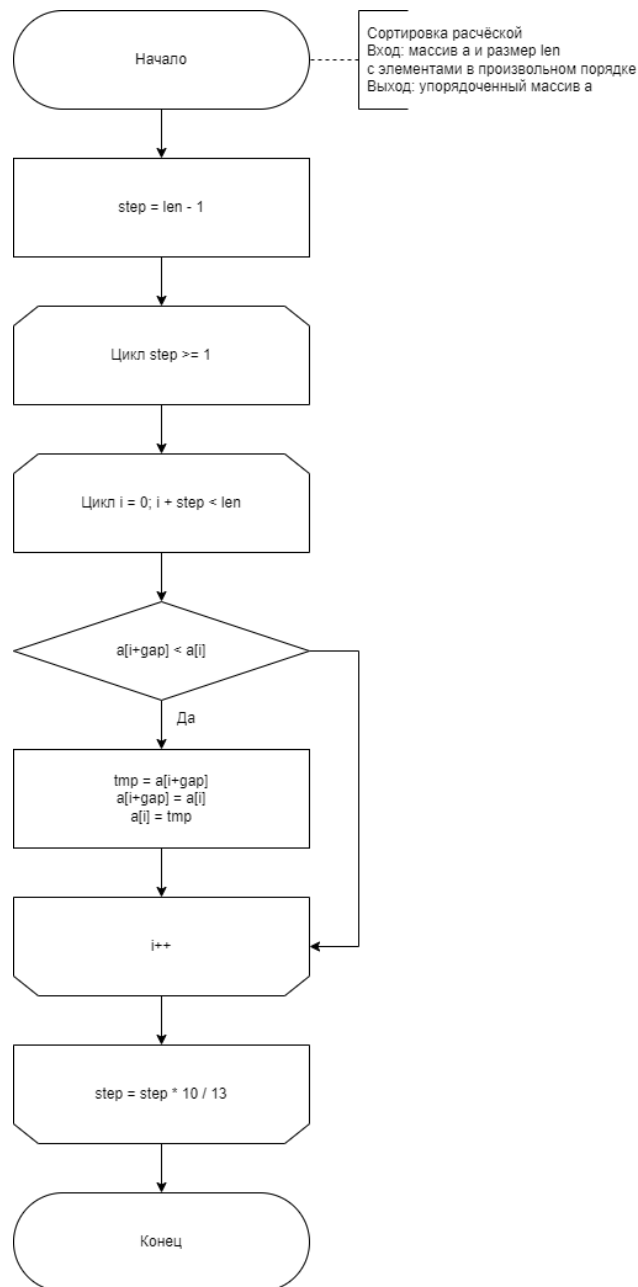 Начало
Сортировка расчёской
Вход: массив a и размер len
с элементами в произвольном порядке
Выход: упорядоченный массив a
step = len - 1
Цикл step >= 1
Цикл i = 0; i + step < len
a[i+gap] < a[i]
Да
tmp = a[i+gap]
a[i+gap] = a[i]
a[i] = tmp
i++
step = step * 10 / 13
Конец